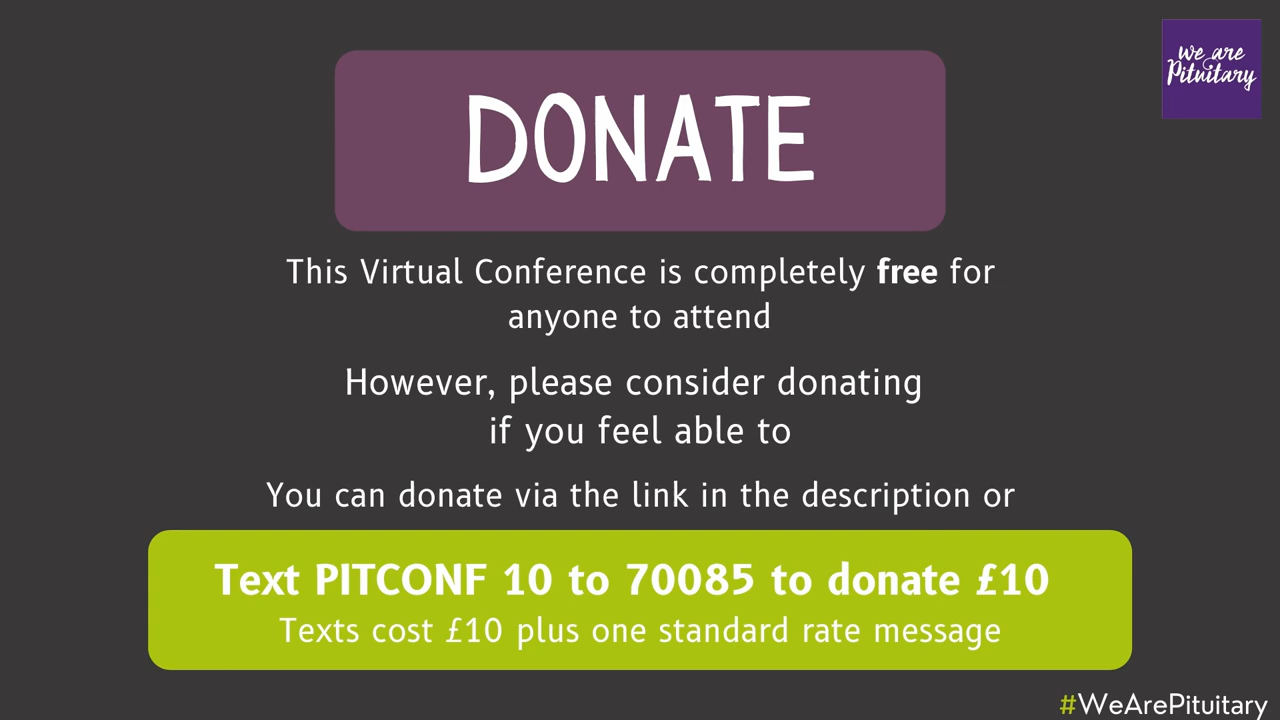 we are
Pituitary
DONATE
This Virtual Conference is completely free for
anyone to attend
However, please consider donating
if you feel able to
You can donate via the link in the description or
Text PITCONF 10 to 70085 to donate £10
Texts cost £10 plus one standard rate message
#WeArePituitary